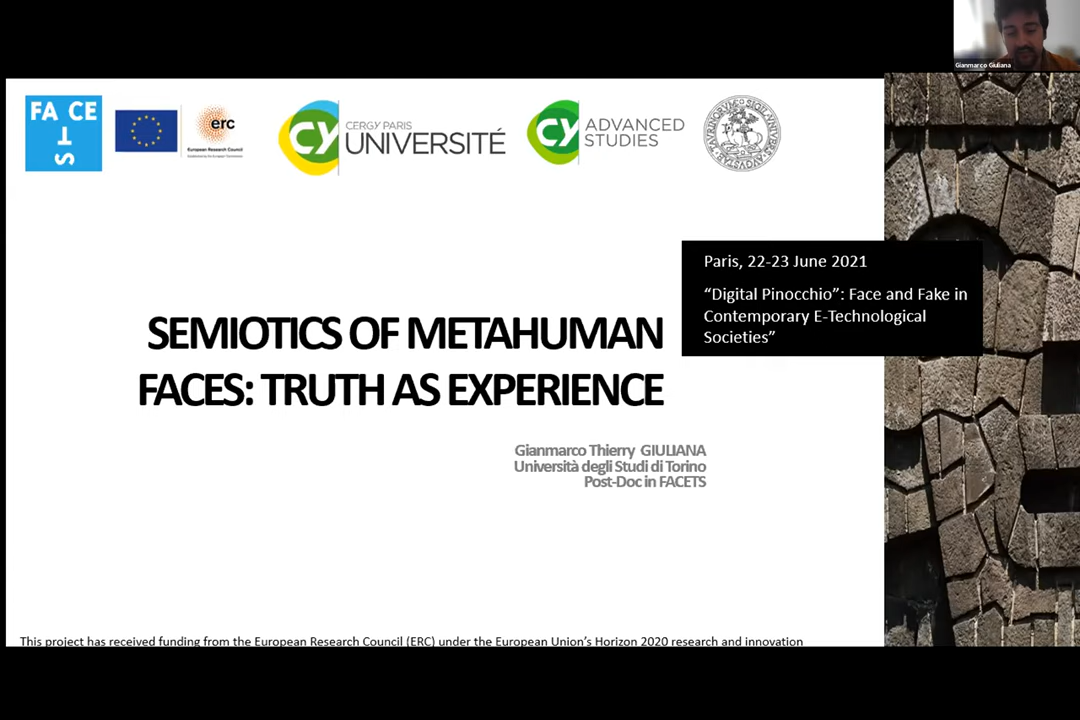 Gianmarco Giuliana
FA CE
T
S
erc
European Research Council
CY
CERGY PARIS
UNIVERSITÉ
CY
ADVANCED
STUDIES
Paris, 22-23 June 2021
“Digital Pinocchio”: Face and Fake in
Contemporary E-Technological
Societies”
SEMIOTICS OF METAHUMAN
FACES: TRUTH AS EXPERIENCE
Gianmarco Thierry GIULIANA
Università degli Studi di Torino
Post-Doc in FACETS
This project has received funding from the European Research Council (ERC) under the European Union’s Horizon 2020 research and innovation